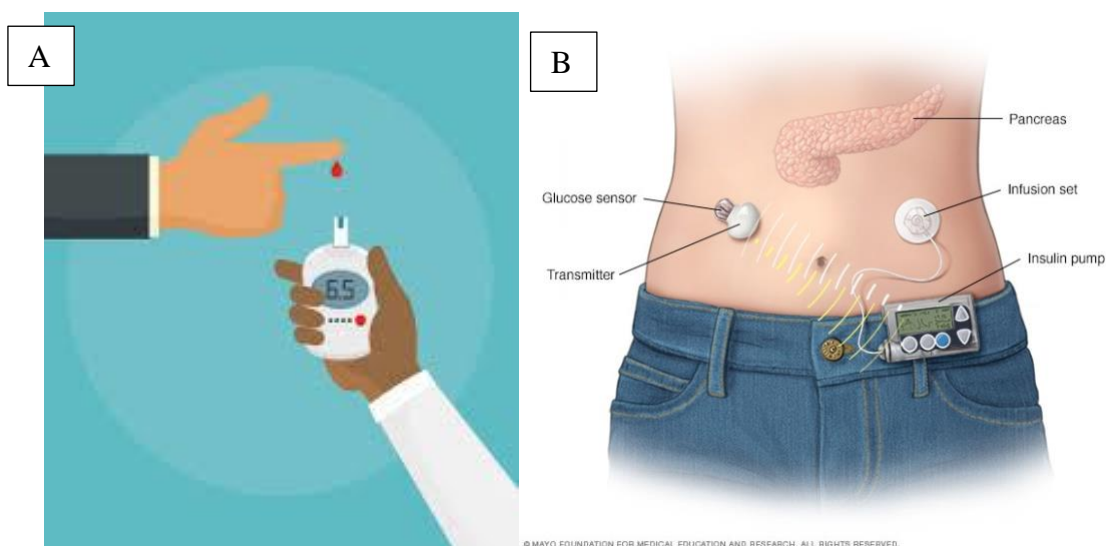 A
B
6.5
Pancreas
Glucose sensor
Infusion set
Transmitter
Insulin pump
© MAYO FOUNDATION FOR MEDICAL EDUCATION AND RESEARCH. ALL RIGHTS RESERVED.